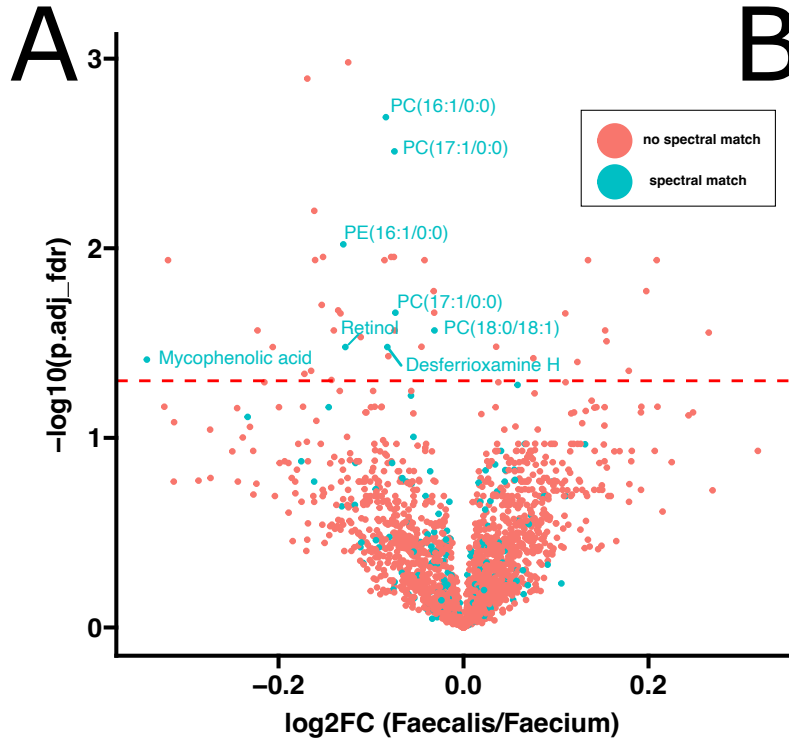 A
B
3
PC(16:1/0:0)
PC(17:1/0:0)
no spectral match
spectral match
PE(16:1/0:0)
2
PC(17:1/0:0)
Retinol
PC(18:0/18:1)
Mycophenolic acid
Desferrioxamine H
1
0
−log10(p.adj_fdr)
−0.2
0.0
0.2
log2FC (Faecalis/Faecium)